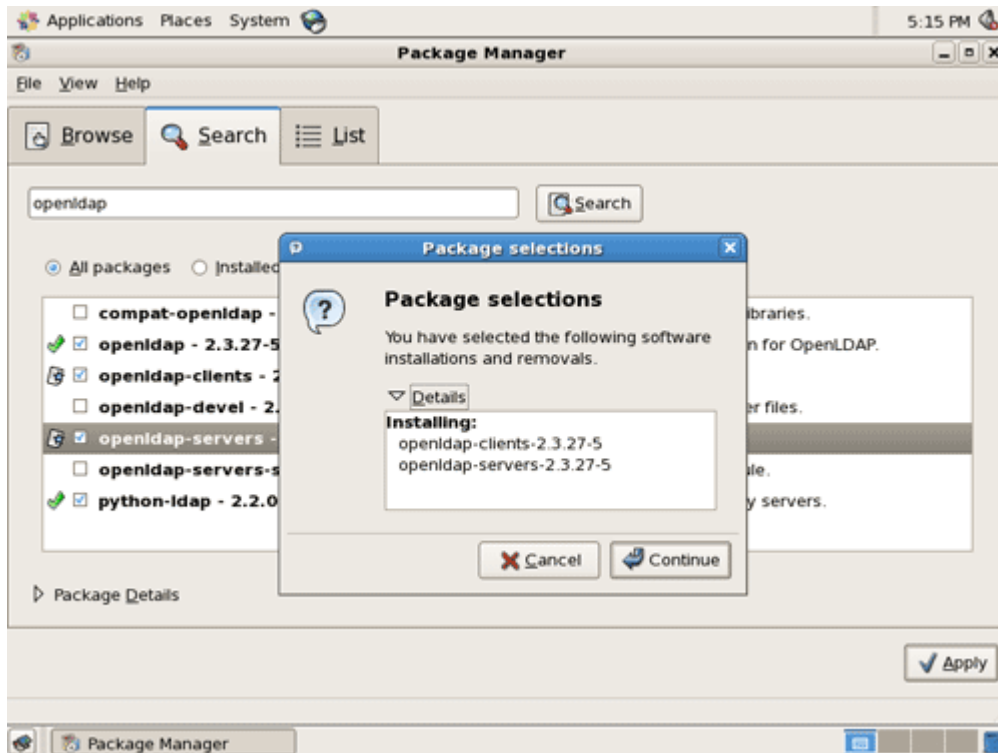 Applications Places System 5:15 PM
Package Manager
File View Help
Browse Search List
openldap Search
All packages Installed
compat-openldap - ibraries.
openldap - 2.3.27-5 n for OpenLDAP.
openldap-clients - 2
openldap-devel - 2. er files.
openldap-servers -
openldap-servers-s ule.
python-ldap - 2.2.0 y servers.
Package selections
Package selections
You have selected the following software
installations and removals.
Details
Installing:
openldap-clients-2.3.27-5
openldap-servers-2.3.27-5
Cancel Continue
Package Details
Apply
Package Manager